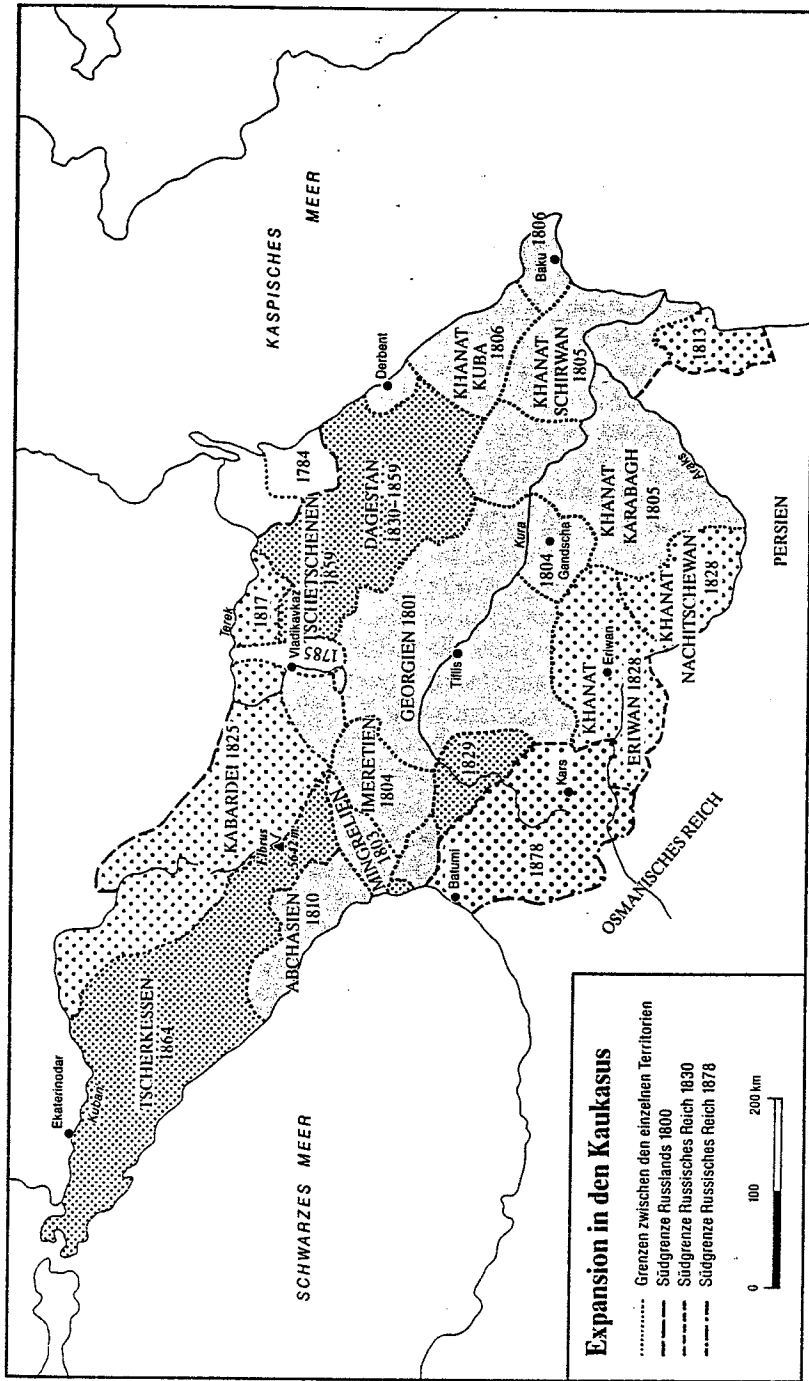 KASPISCHES
MEER
SCHWARZES MEER
Ekaterinodar
Kuban
TSCHERKESSEN
1864
KABARDEI 1825
Elbrus
5642 m
ABCHASIEN
1810
MINGRELIEN
1803
IMERETIEN
1804
Terek
1817
Vladikavkaz
1785
TSCHETSCHENEN
1859
1784
DAGESTAN
1830-1859
Derbent
KHANAT
KUBA
1806
Baku 1806
KHANAT
SCHIRWAN
1805
1813
GEORGIEN 1801
Tiflis
Kura
1804
Gandscha
KHANAT
KARABAGH
1805
Araks
1829
Batumi
Kars
1878
KHANAT
Eriwan
ERIWAN 1828
KHANAT
NACHITSCHEWAN
1828
PERSIEN
OSMANISCHES REICH
Expansion in den Kaukasus
Grenzen zwischen den einzelnen Territorien
Südgrenze Russlands 1800
Südgrenze Russisches Reich 1830
Südgrenze Russisches Reich 1878
0 100 200 km